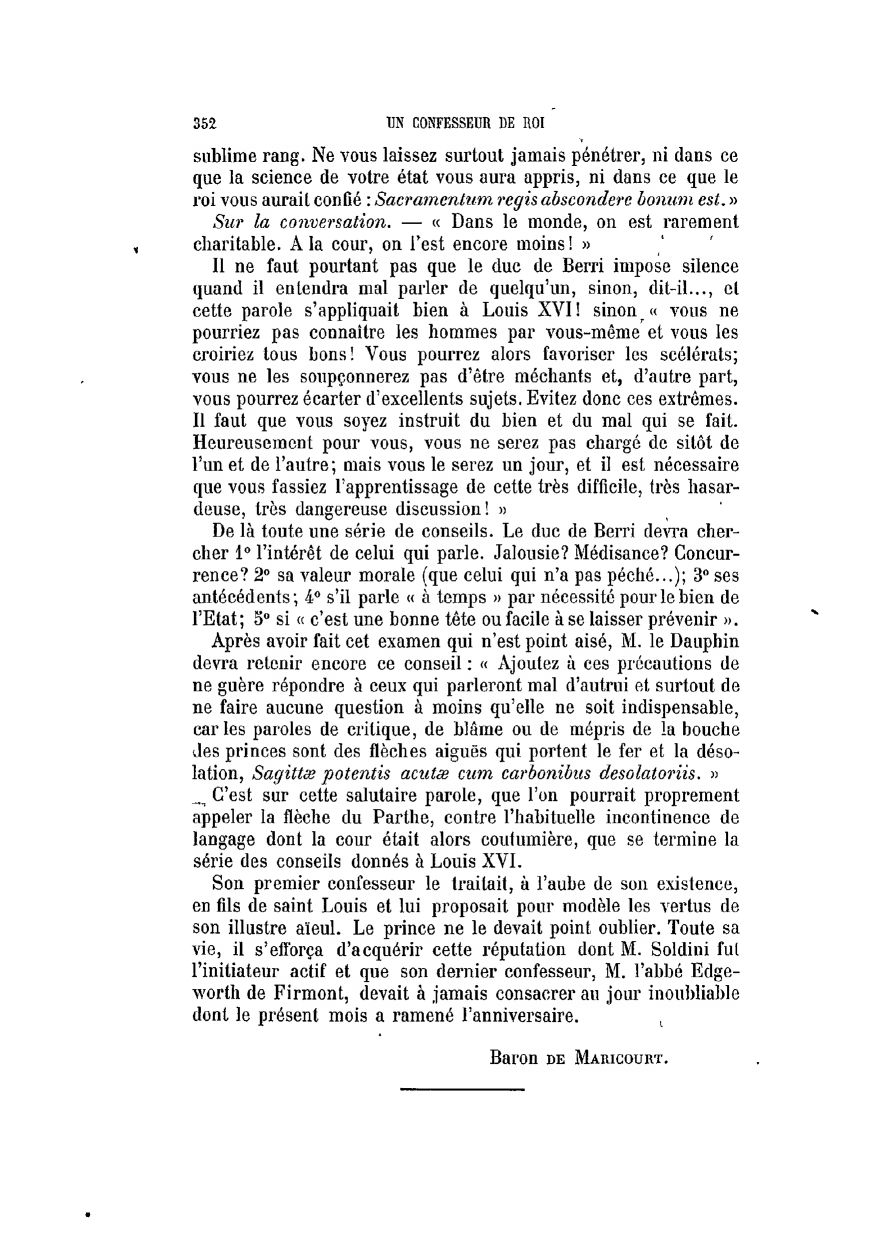 352 UN CONFESSEUR DE ROI
sublime rang. Ne vous laissez surtout jamais pénétrer, ni dans ce
que la science de votre état vous aura appris, ni dans ce que le
roi vous aurait confié : Sacramentum regis abscondere bonum est. »
Sur la conversation. — « Dans le monde, on est rarement
charitable. A la cour, on l'est encore moins! »
Il ne faut pourtant pas que le duc de Berri impose silence
quand il entendra mal parler de quelqu'un, sinon, dit-il..., et
cette parole s'appliquait bien à Louis XVI! sinon « vous ne
pourriez pas connaître les hommes par vous-même et vous les
croiriez tous bons! Vous pourrez alors favoriser les scélérats;
vous ne les soupçonnerez pas d'être méchants et, d'autre part,
vous pourrez écarter d'excellents sujets. Evitez donc ces extrêmes.
Il faut que vous soyez instruit du bien et du mal qui se fait.
Heureusement pour vous, vous ne serez pas chargé de sitôt de
l'un et de l'autre; mais vous le serez un jour, et il est nécessaire
que vous fassiez l'apprentissage de cette très difficile, très hasar-
deuse, très dangereuse discussion! »
De là toute une série de conseils. Le duc de Berri devra cher-
cher 1º l'intérêt de celui qui parle. Jalousie? Médisance? Concur-
rence? 2º sa valeur morale (que celui qui n'a pas péché...); 3º ses
antécédents; 4º s'il parle « à temps » par nécessité pour le bien de
l'Etat; 5º si « c'est une bonne tête ou facile à se laisser prévenir ».
Après avoir fait cet examen qui n'est point aisé, M. le Dauphin
devra retenir encore ce conseil : « Ajoutez à ces précautions de
ne guère répondre à ceux qui parleront mal d'autrui et surtout de
ne faire aucune question à moins qu'elle ne soit indispensable,
car les paroles de critique, de blâme ou de mépris de la bouche
des princes sont des flèches aiguës qui portent le fer et la déso-
lation, Sagittæ potentis acutæ cum carbonibus desolatoriis. »
C'est sur cette salutaire parole, que l'on pourrait proprement
appeler la flèche du Parthe, contre l'habituelle incontinence de
langage dont la cour était alors coutumière, que se termine la
série des conseils donnés à Louis XVI.
Son premier confesseur le traitait, à l'aube de son existence,
en fils de saint Louis et lui proposait pour modèle les vertus de
son illustre aïeul. Le prince ne le devait point oublier. Toute sa
vie, il s'efforça d'acquérir cette réputation dont M. Soldini fut
l'initiateur actif et que son dernier confesseur, M. l'abbé Edge-
worth de Firmont, devait à jamais consacrer au jour inoubliable
dont le présent mois a ramené l'anniversaire.
Baron DE MARICOURT.